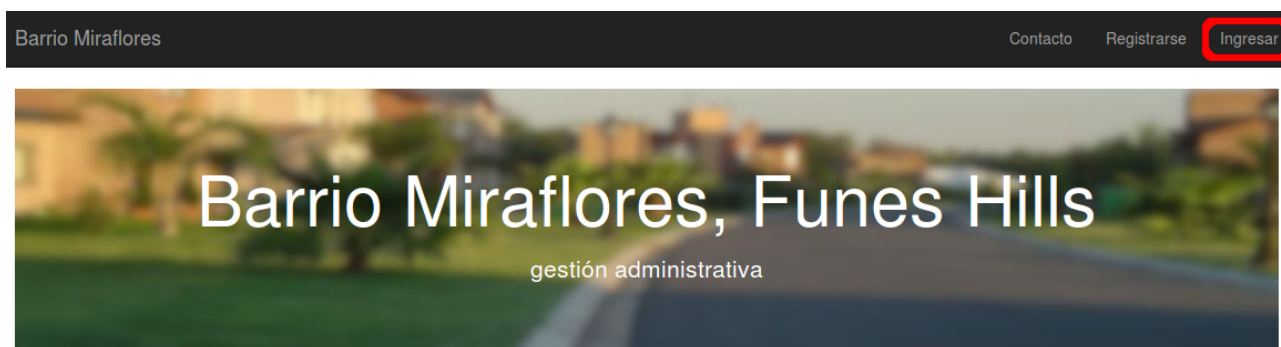 Barrio Miraflores
Contacto Registrarse Ingresar
Barrio Miraflores, Funes Hills
gestión administrativa